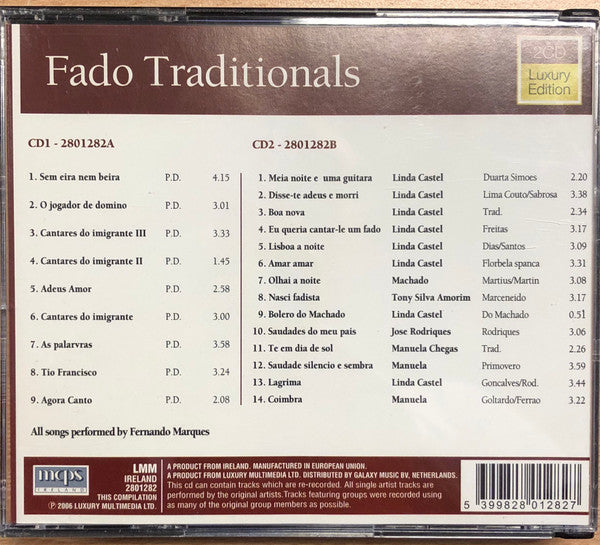 Fado Traditionals
2CD
Luxury
Edition
CD1 - 2801282A
1. Sem eira nem beira P.D. 4.15
2. O jogador de domino P.D. 3.01
3. Cantares do imigrante III P.D. 3.33
4. Cantares do imigrante II P.D. 1.45
5. Adeus Amor P.D. 2.58
6. Cantares do imigrante P.D. 3.00
7. As palarvras P.D. 3.58
8. Tio Francisco P.D. 3.24
9. Agora Canto P.D. 2.08
All songs performed by Fernando Marques
CD2 - 2801282B
1. Meia noite e uma guitara Linda Castel Duarta Simoes 2.20
2. Disse-te adeus e morri Linda Castel Lima Couto/Sabrosa 3.38
3. Boa nova Linda Castel Trad. 2.34
4. Eu queria cantar-le um fado Linda Castel Freitas 3.17
5. Lisboa a noite Linda Castel Dias/Santos 3.09
6. Amar amar Linda Castel Florbela spanca 3.31
7. Olhai a noite Machado Martius/Martin 3.08
8. Nasci fadista Tony Silva Amorim Marceneido 3.17
9. Bolero do Machado Linda Castel Do Machado 0.51
10. Saudades do meu pais Jose Rodriques Rodriques 3.06
11. Te em dia de sol Manuela Chegas Trad. 2.26
12. Saudade silencio e sembra Manuela Primovero 3.59
13. Lagrima Linda Castel Goncalves/Rod. 3.44
14. Coimbra Manuela Goltardo/Ferrao 3.22
mcps
IRELAND
LMM
IRELAND
2801282
THIS COMPILATION
℗ 2006 LUXURY MULTIMEDIA LTD.
A PRODUCT FROM IRELAND. MANUFACTURED IN EUROPEAN UNION.
A PRODUCT FROM LUXURY MULTIMEDIA LTD. DISTRIBUTED BY GALAXY MUSIC BV. NETHERLANDS.
This cd can contain tracks which are re-recorded. All single artist tracks are
performed by the original artists.Tracks featuring groups were recorded using
as many of the original group members as possible.
5 399828 012827